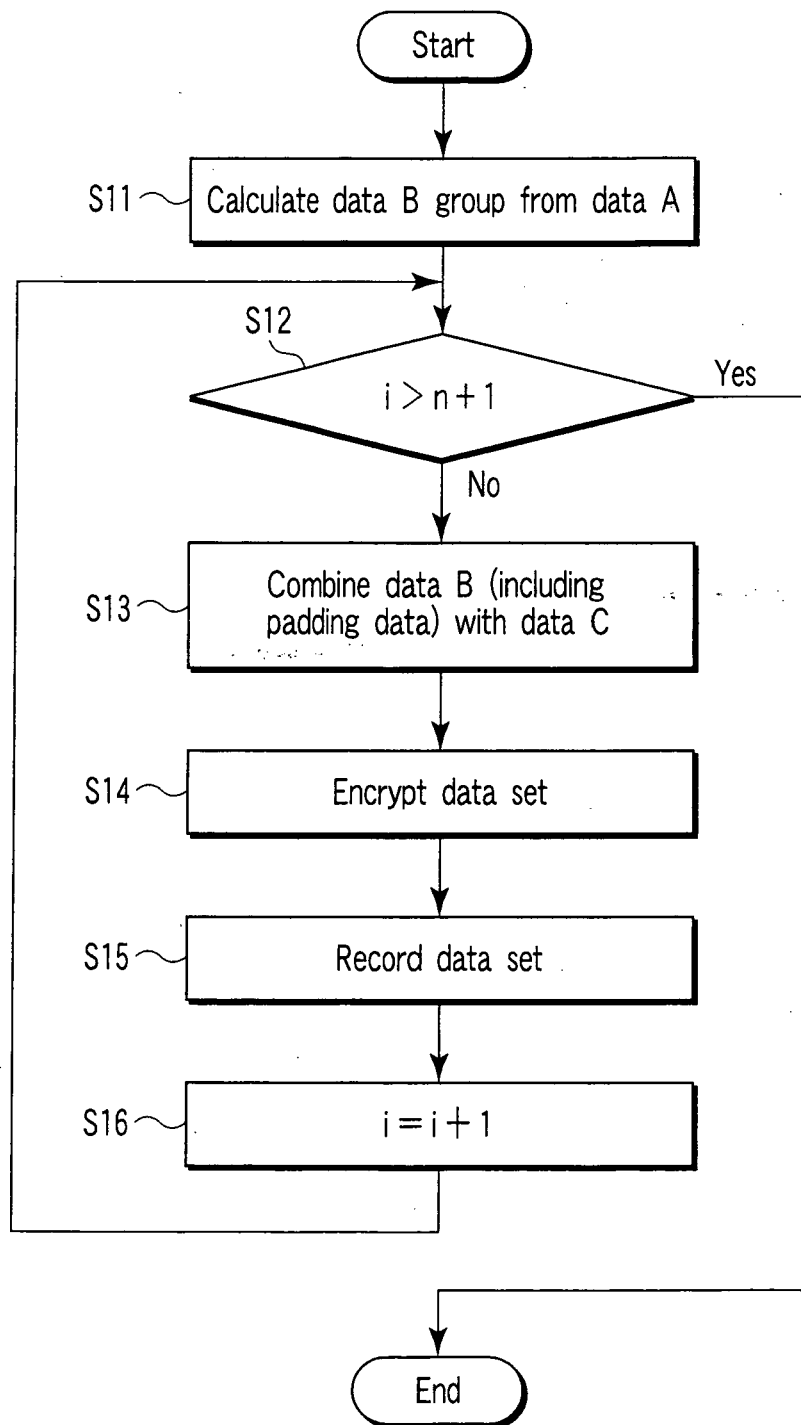 Start
S11
Calculate data B group from data A
S12
i > n + 1
Yes
No
S13
Combine data B (including
padding data) with data C
S14
Encrypt data set
S15
Record data set
S16
i = i + 1
End